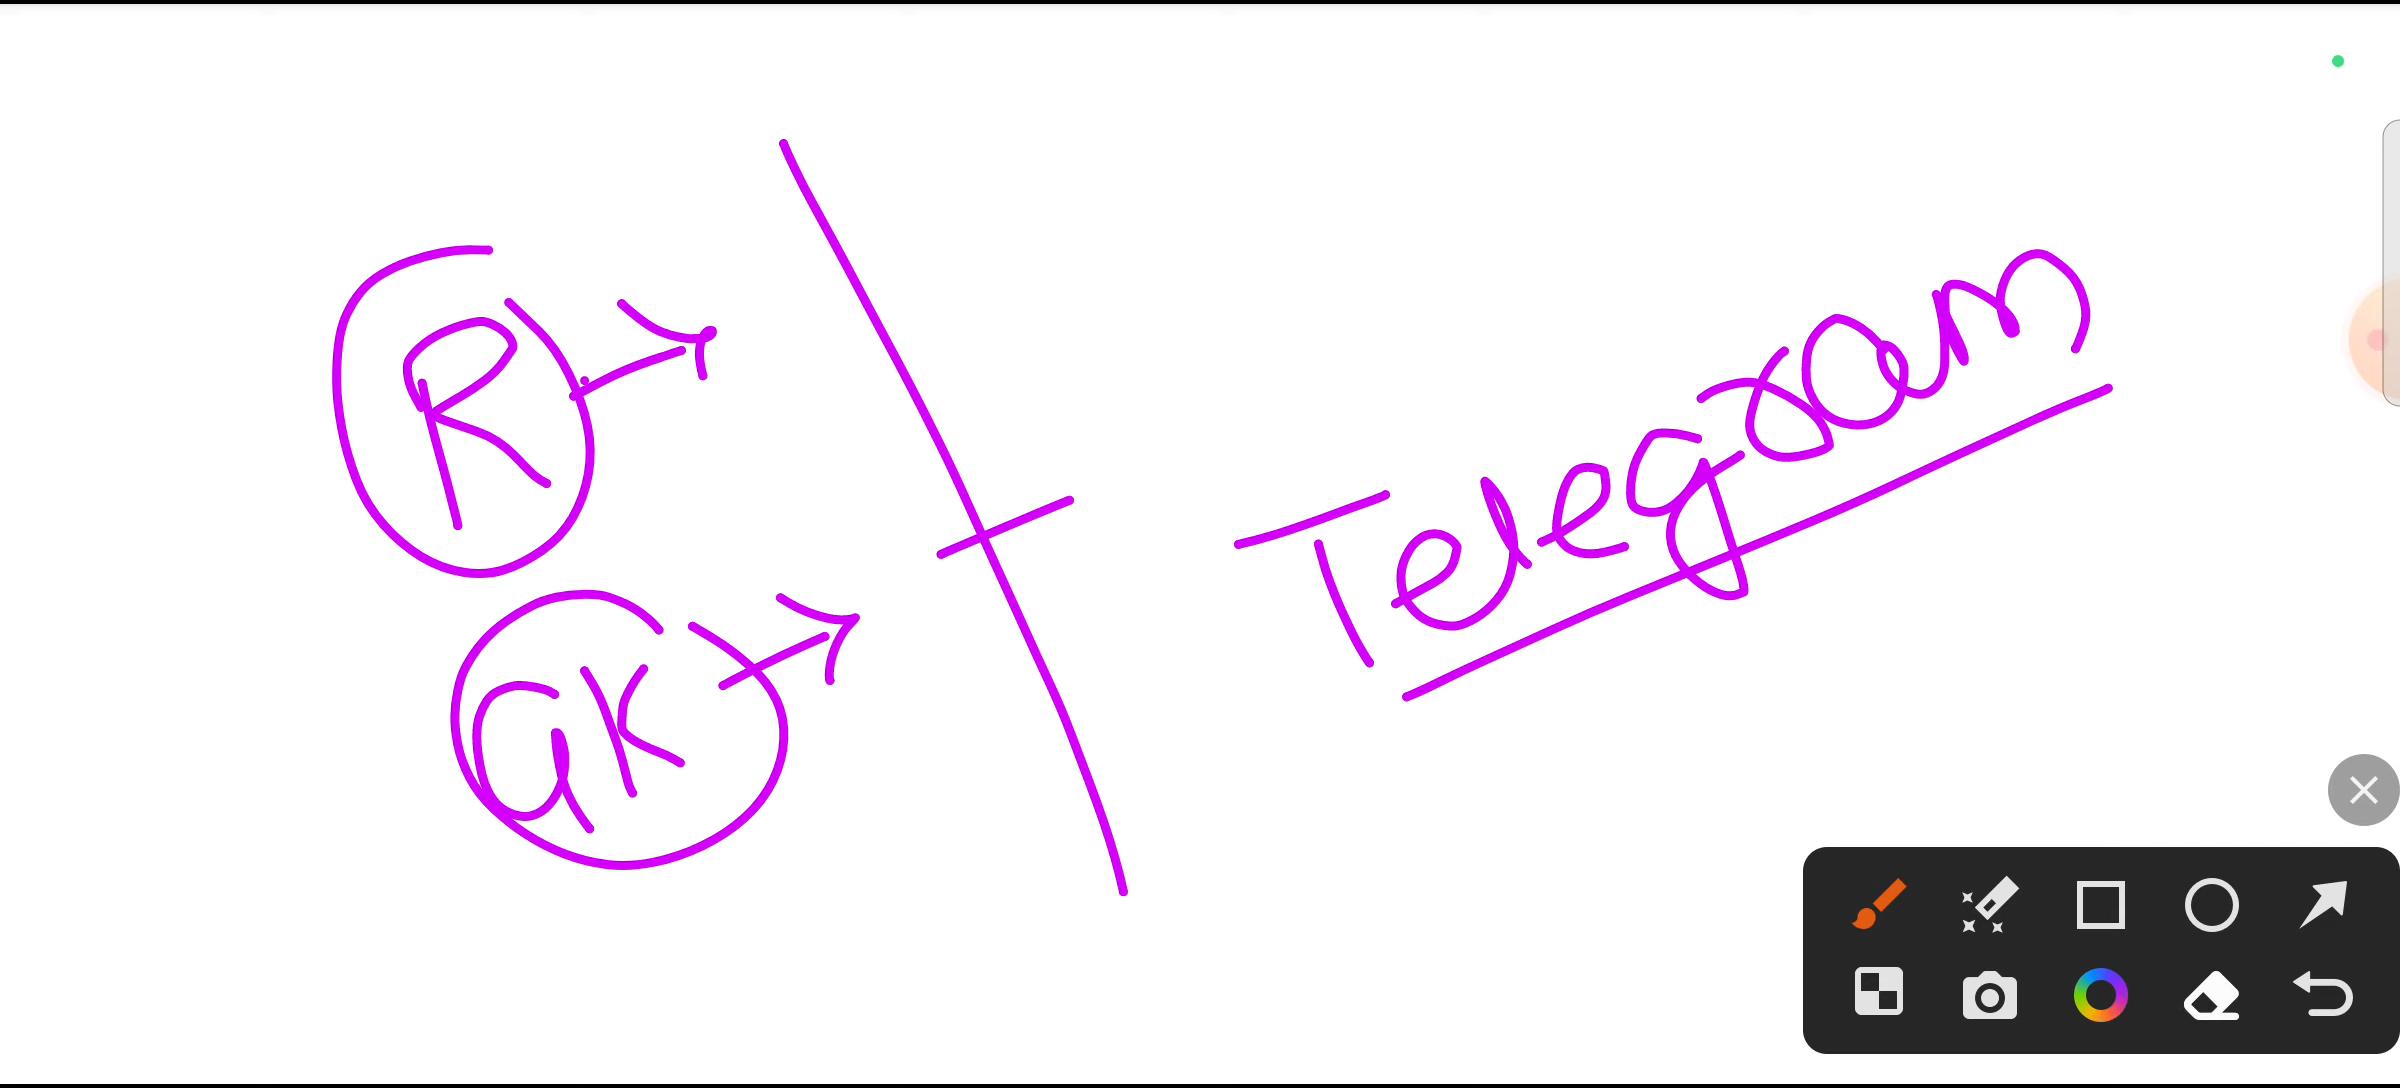 R →
GK →
Telegram